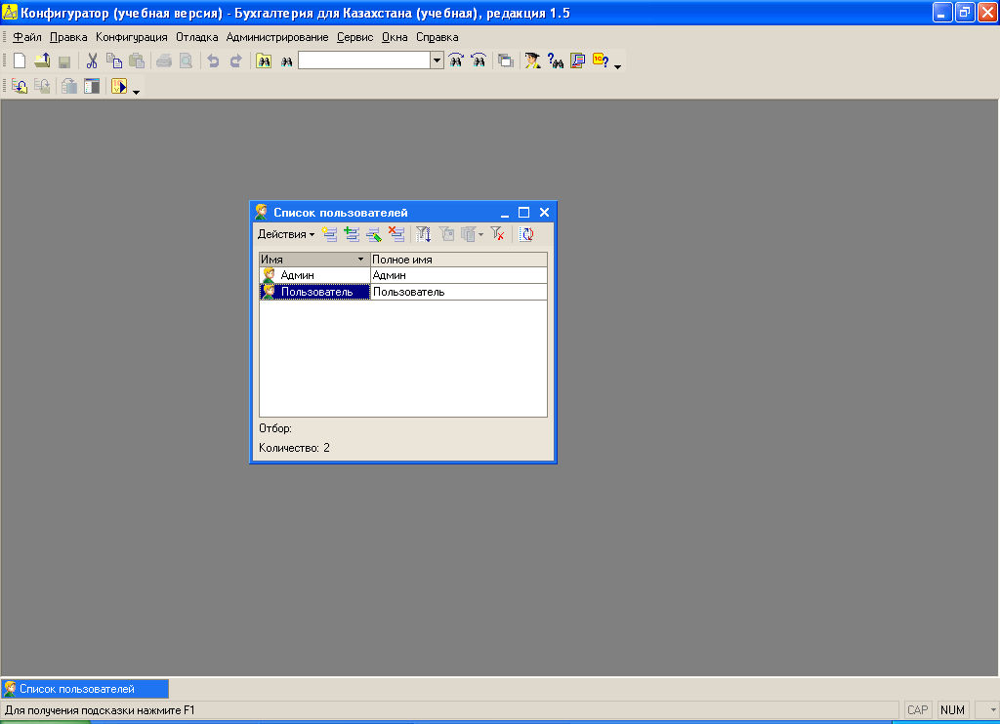 Конфигуратор (учебная версия) - Бухгалтерия для Казахстана (учебная), редакция 1.5
Файл Правка Конфигурация Отладка Администрирование Сервис Окна Справка
Список пользователей
Действия
Имя Полное имя
Админ Админ
Пользователь Пользователь
Отбор:
Количество: 2
Список пользователей
Для получения подсказки нажмите F1 CAP NUM